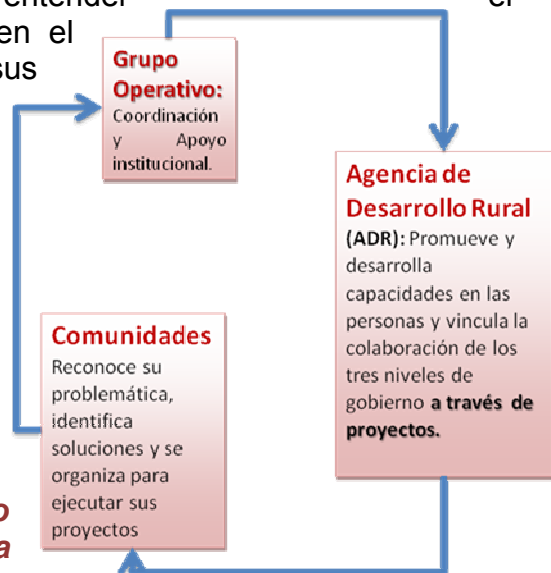 entender el
en el
sus
Grupo
Operativo:
Coordinación
y Apoyo
institucional.
Agencia de
Desarrollo Rural
(ADR): Promueve y
desarrolla
capacidades en las
personas y vincula la
colaboración de los
tres niveles de
gobierno a través de
proyectos.
Comunidades
Reconoce su
problemática,
identifica
soluciones y se
organiza para
ejecutar sus
proyectos
o
a